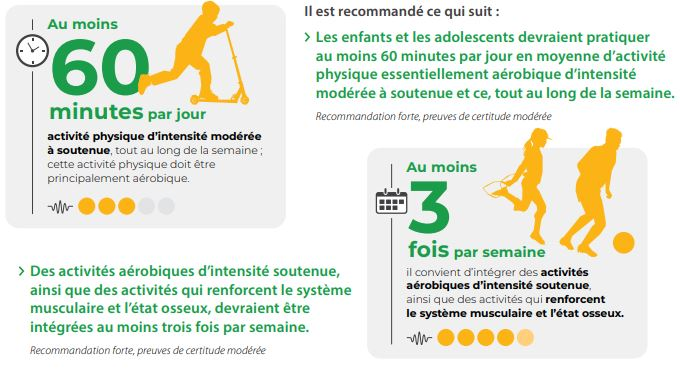 Au moins
60
minutes par jour
activité physique d'intensité modérée
à soutenue, tout au long de la semaine ;
cette activité physique doit être
principalement aérobique.
Il est recommandé ce qui suit :
> Les enfants et les adolescents devraient pratiquer
au moins 60 minutes par jour en moyenne d'activité
physique essentiellement aérobique d'intensité
modérée à soutenue et ce, tout au long de la semaine.
Recommandation forte, preuves de certitude modérée
> Des activités aérobiques d'intensité soutenue,
ainsi que des activités qui renforcent le système
musculaire et l'état osseux, devraient être
intégrées au moins trois fois par semaine.
Recommandation forte, preuves de certitude modérée
Au moins
3
fois par semaine
il convient d'intégrer des activités
aérobiques d'intensité soutenue,
ainsi que des activités qui renforcent
le système musculaire et l'état osseux.